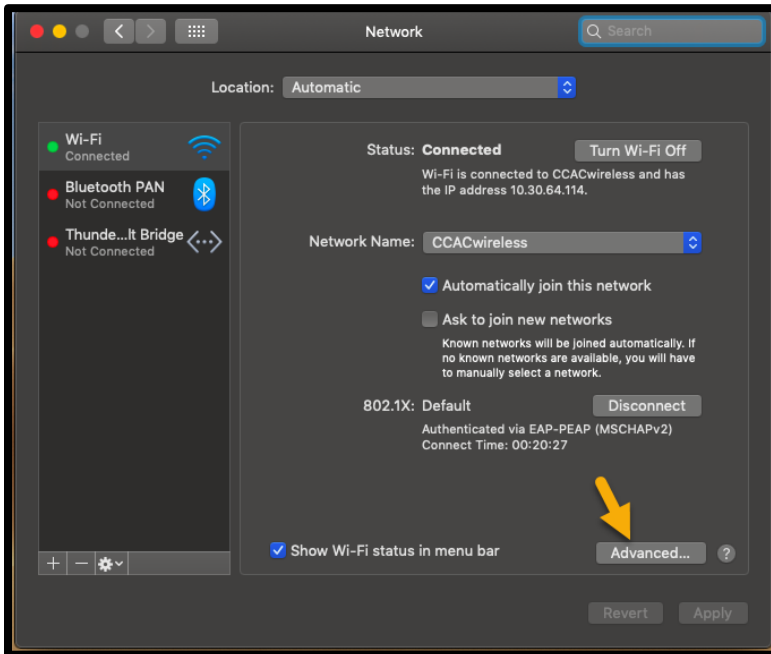 Network
Search
Location: Automatic
Wi-Fi
Connected
Bluetooth PAN
Not Connected
Thunde...lt Bridge
Not Connected
Status: Connected
Turn Wi-Fi Off
Wi-Fi is connected to CCACwireless and has
the IP address 10.30.64.114.
Network Name: CCACwireless
Automatically join this network
Ask to join new networks
Known networks will be joined automatically. If
no known networks are available, you will have
to manually select a network.
802.1X: Default
Disconnect
Authenticated via EAP-PEAP (MSCHAPv2)
Connect Time: 00:20:27
Show Wi-Fi status in menu bar
Advanced...
?
Revert
Apply